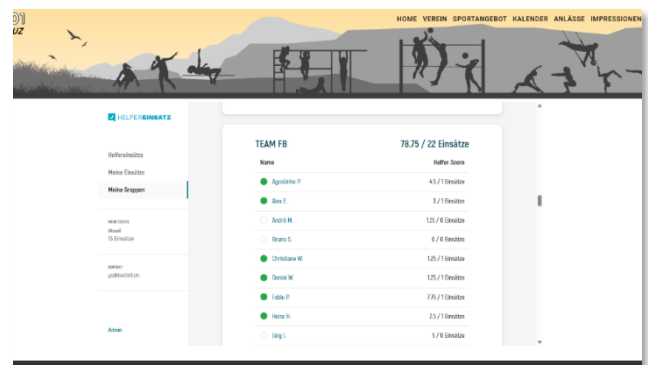 HOME VEREIN SPORTANGEBOT KALENDER ANLÄSSE IMPRESSIONEN
HELFEREINSATZ
Helfereinsätze
Meine Einsätze
Meine Gruppen
Aktuell
15 Einsätze
Admin
TEAM FB 78.75 / 22 Einsätze
Name Helfer-Score
Agostinho P. 4.5 / 1 Einsätze
Alex E. 3 / 1 Einsätze
André M. 1.25 / 0 Einsätze
Bruno S. 0 / 0 Einsätze
Christiane W. 1.25 / 1 Einsätze
Daniel W. 1.25 / 1 Einsätze
Fabio P. 7.75 / 1 Einsätze
Heinz H. 2.5 / 1 Einsätze
Jürg I. 5 / 0 Einsätze